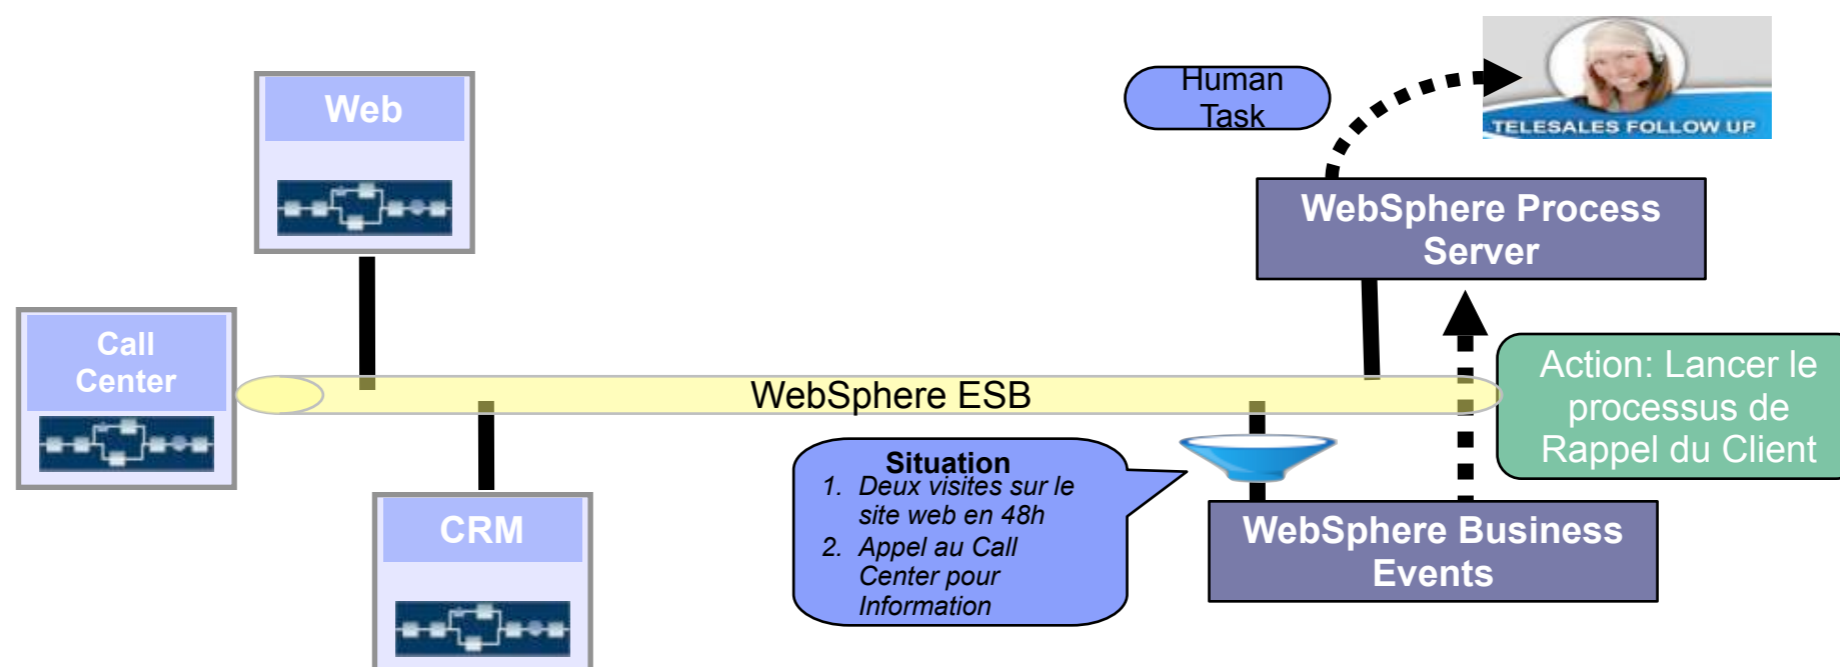 Web
Human
Task
TELESALES FOLLOW UP
WebSphere Process
Server
Call
Center
WebSphere ESB
Action: Lancer le
processus de
Rappel du Client
Situation
1. Deux visites sur le
site web en 48h
2. Appel au Call
Center pour
Information
CRM
WebSphere Business
Events